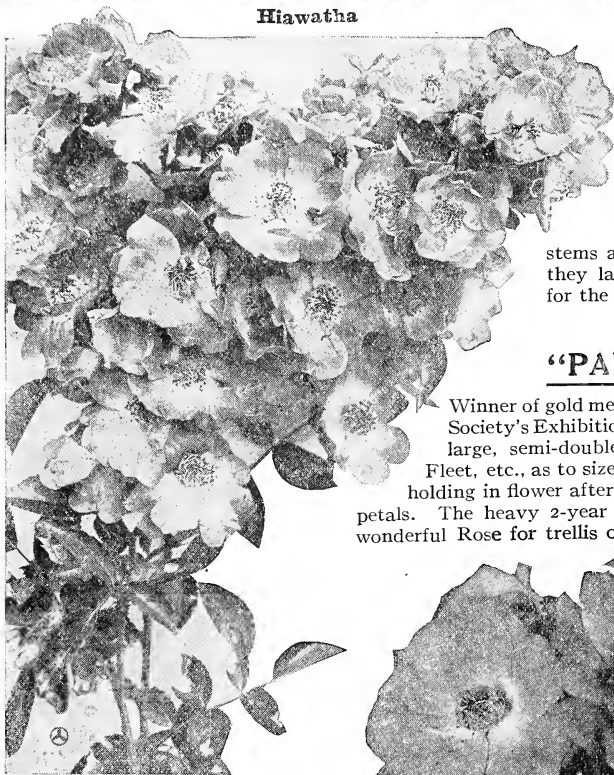 Hiawatha
stems a
they la
for the
“PA
Winner of gold me
Society’s Exhibitio
large, semi-double
Fleet, etc., as to size
holding in flower after
petals. The heavy 2-year
wonderful Rose for trellis o